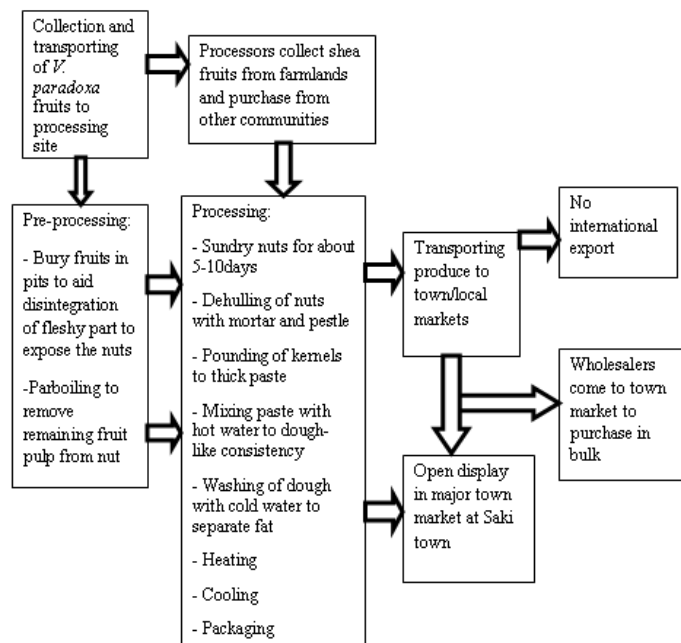 Collection and
transporting
of V.
paradoxa
fruits to
processing
site
Processors collect shea
fruits from farmlands
and purchase from
other communities
Pre-processing:
- Bury fruits in
pits to aid
disintegration
of fleshy part to
expose the nuts
-Parboiling to
remove
remaining fruit
pulp from nut
Processing:
- Sundry nuts for about
5-10days
- Dehulling of nuts
with mortar and pestle
- Pounding of kernels
to thick paste
- Mixing paste with
hot water to dough-
like consistency
- Washing of dough
with cold water to
separate fat
- Heating
- Cooling
- Packaging
Transporting
produce to
town/local
markets
No
international
export
Wholesalers
come to town
market to
purchase in
bulk
Open display
in major town
market at Saki
town